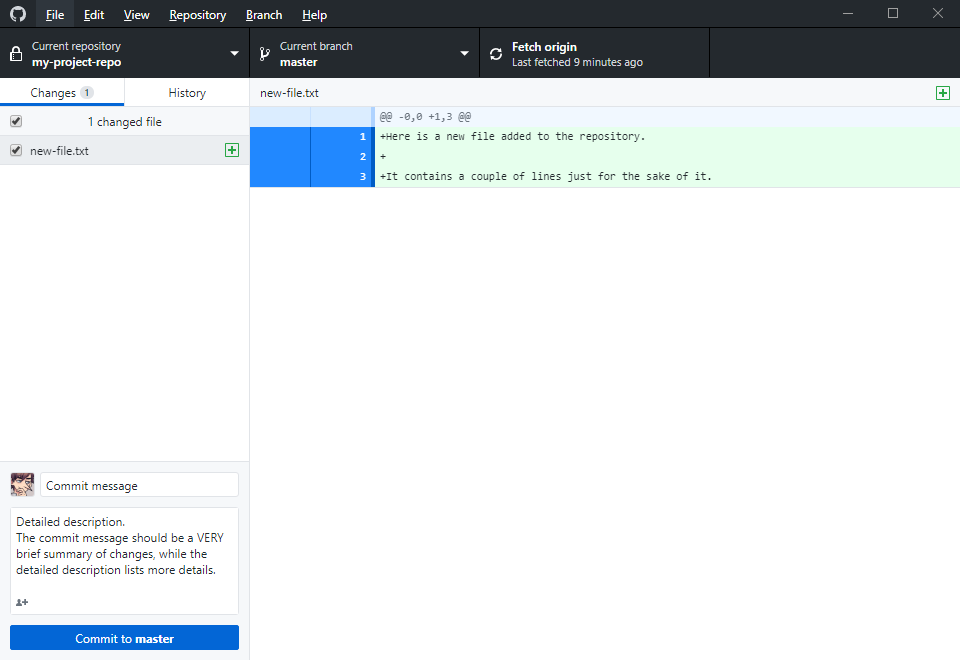 File Edit View Repository Branch Help
Current repository
my-project-repo
Current branch
master
Fetch origin
Last fetched 9 minutes ago
Changes 1 History
1 changed file
new-file.txt
new-file.txt
@@ -0,0 +1,3 @@
1 +Here is a new file added to the repository.
2 +
3 +It contains a couple of lines just for the sake of it.
Commit message
Detailed description.
The commit message should be a VERY
brief summary of changes, while the
detailed description lists more details.
Commit to master